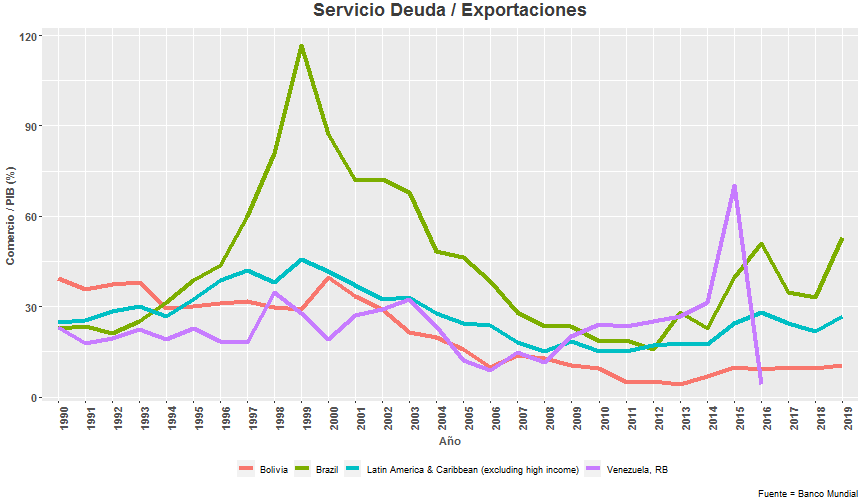 Servicio Deuda / Exportaciones
Comercio / PIB (%)
120
90
60
30
0
1990 1991 1992 1993 1994 1995 1996 1997 1998 1999 2000 2001 2002 2003 2004 2005 2006 2007 2008 2009 2010 2011 2012 2013 2014 2015 2016 2017 2018 2019
Año
Bolivia Brazil Latin America & Caribbean (excluding high income) Venezuela, RB
Fuente = Banco Mundial